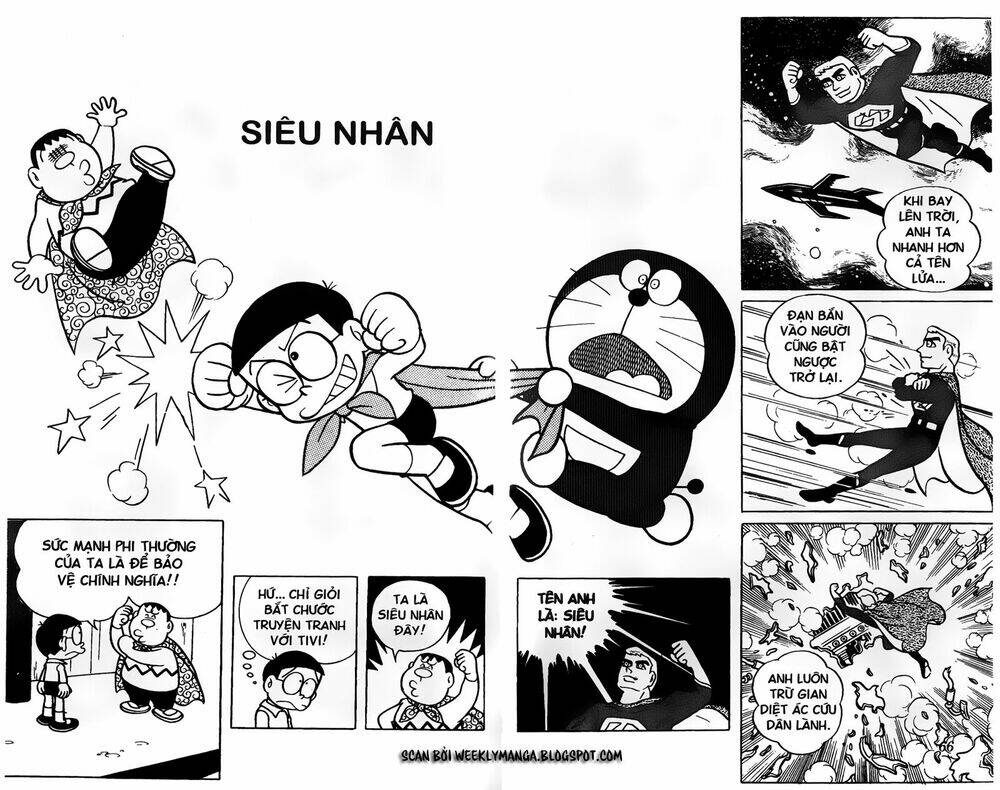 SIÊU NHÂN
KHI BAY
LÊN TRỜI,
ANH TA
NHANH HƠN
CẢ TÊN
LỬA...
ĐẠN BẮN
VÀO NGƯỜI
CŨNG BẬT
NGƯỢC
TRỞ LẠI.
ANH LUÔN
TRỪ GIAN
DIỆT ÁC CỨU
DÂN LÀNH.
66
TÊN ANH
LÀ: SIÊU
NHÂN!
TA LÀ
SIÊU NHÂN
ĐÂY!
HỨ... CHỈ GIỎI
BẮT CHƯỚC
TRUYỆN TRANH
VỚI TIVI!
SỨC MẠNH PHI THƯỜNG
CỦA TA LÀ ĐỂ BẢO
VỆ CHÍNH NGHĨA!!
SCAN BỞI WEEKLYMANGA.BLOGSPOT.COM